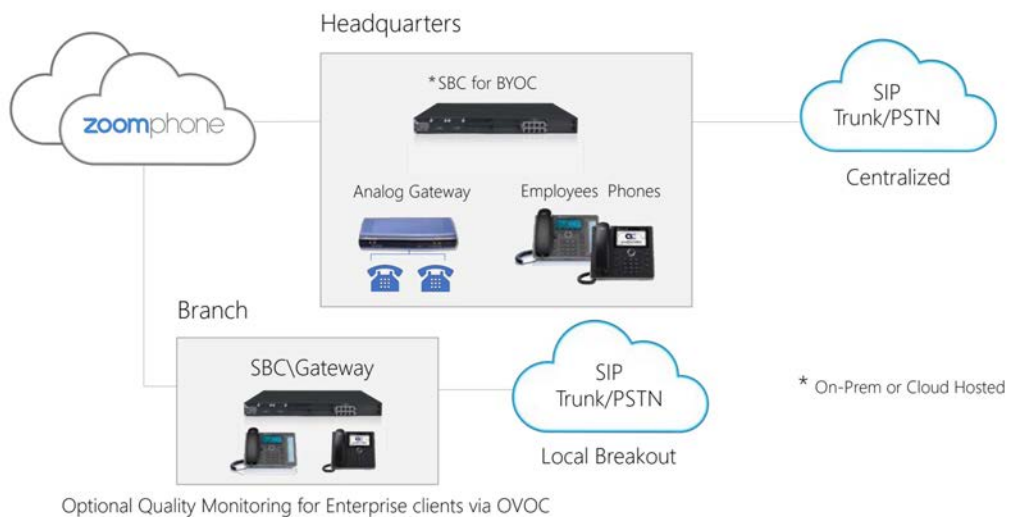 Headquarters
* SBC for BYOC
zoomphone
SIP
Trunk/PSTN
Centralized
Analog Gateway
Employees Phones
Branch
SBC\Gateway
SIP
Trunk/PSTN
Local Breakout
* On-Prem or Cloud Hosted
Optional Quality Monitoring for Enterprise clients via OVOC